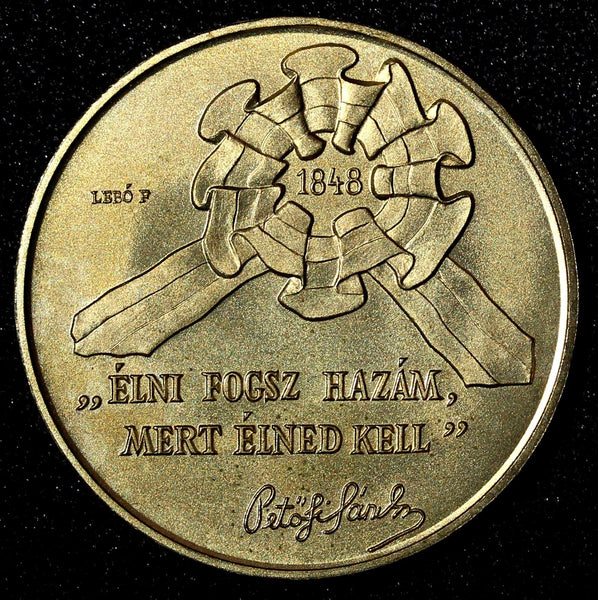 1848
LEBÓ F
„ÉLNI FOGSZ HAZÁM,
MERT ÉLNED KELL”
Petőfi Sándor